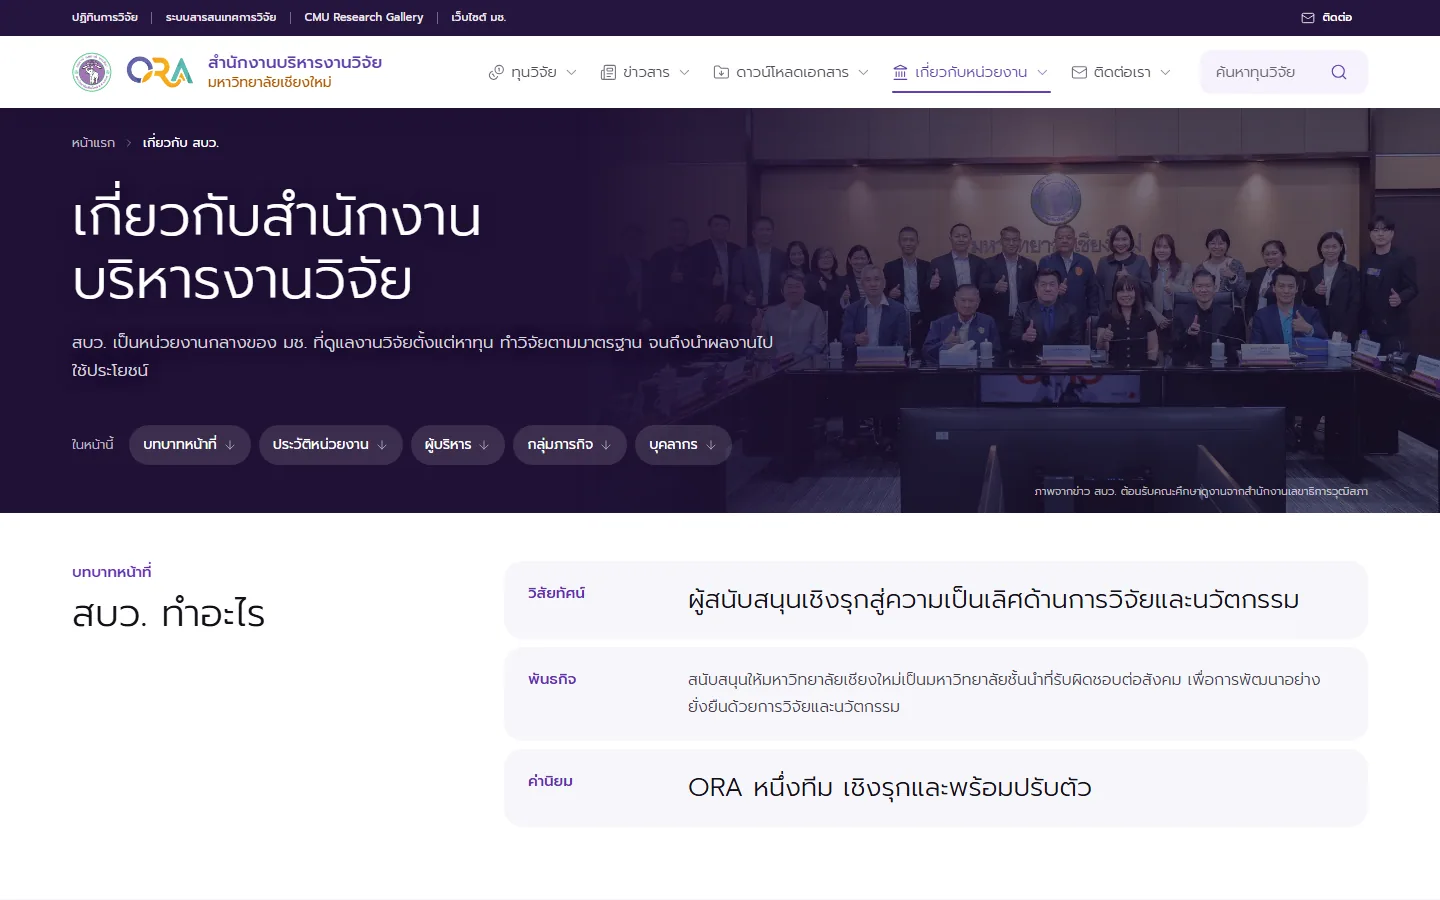 ปฏิทินการวิจัย
ระบบสารสนเทศการวิจัย
CMU Research Gallery
เว็บไซต์ มช.
ติดต่อ
ORA
สำนักงานบริหารงานวิจัย
มหาวิทยาลัยเชียงใหม่
ทุนวิจัย
ข่าวสาร
ดาวน์โหลดเอกสาร
เกี่ยวกับหน่วยงาน
ติดต่อเรา
ค้นหาทุนวิจัย
หน้าแรก
เกี่ยวกับ สบว.
เกี่ยวกับสำนักงาน
บริหารงานวิจัย
สบว. เป็นหน่วยงานกลางของ มช. ที่ดูแลงานวิจัยตั้งแต่หาทุน ทำวิจัยตามมาตรฐาน จนถึงนำผลงานไป
ใช้ประโยชน์
ในหน้านี้
บทบาทหน้าที่
ประวัติหน่วยงาน
ผู้บริหาร
กลุ่มภารกิจ
บุคลากร
ภาพจากข่าว สบว. ต้อนรับคณะศึกษาดูงานจากสำนักงานเลขาธิการวุฒิสภา
บทบาทหน้าที่
สบว. ทำอะไร
วิสัยทัศน์
ผู้สนับสนุนเชิงรุกสู่ความเป็นเลิศด้านการวิจัยและนวัตกรรม
พันธกิจ
สนับสนุนให้มหาวิทยาลัยเชียงใหม่เป็นมหาวิทยาลัยชั้นนำที่รับผิดชอบต่อสังคม เพื่อการพัฒนาอย่าง
ยั่งยืนด้วยการวิจัยและนวัตกรรม
ค่านิยม
ORA หนึ่งทีม เชิงรุกและพร้อมปรับตัว